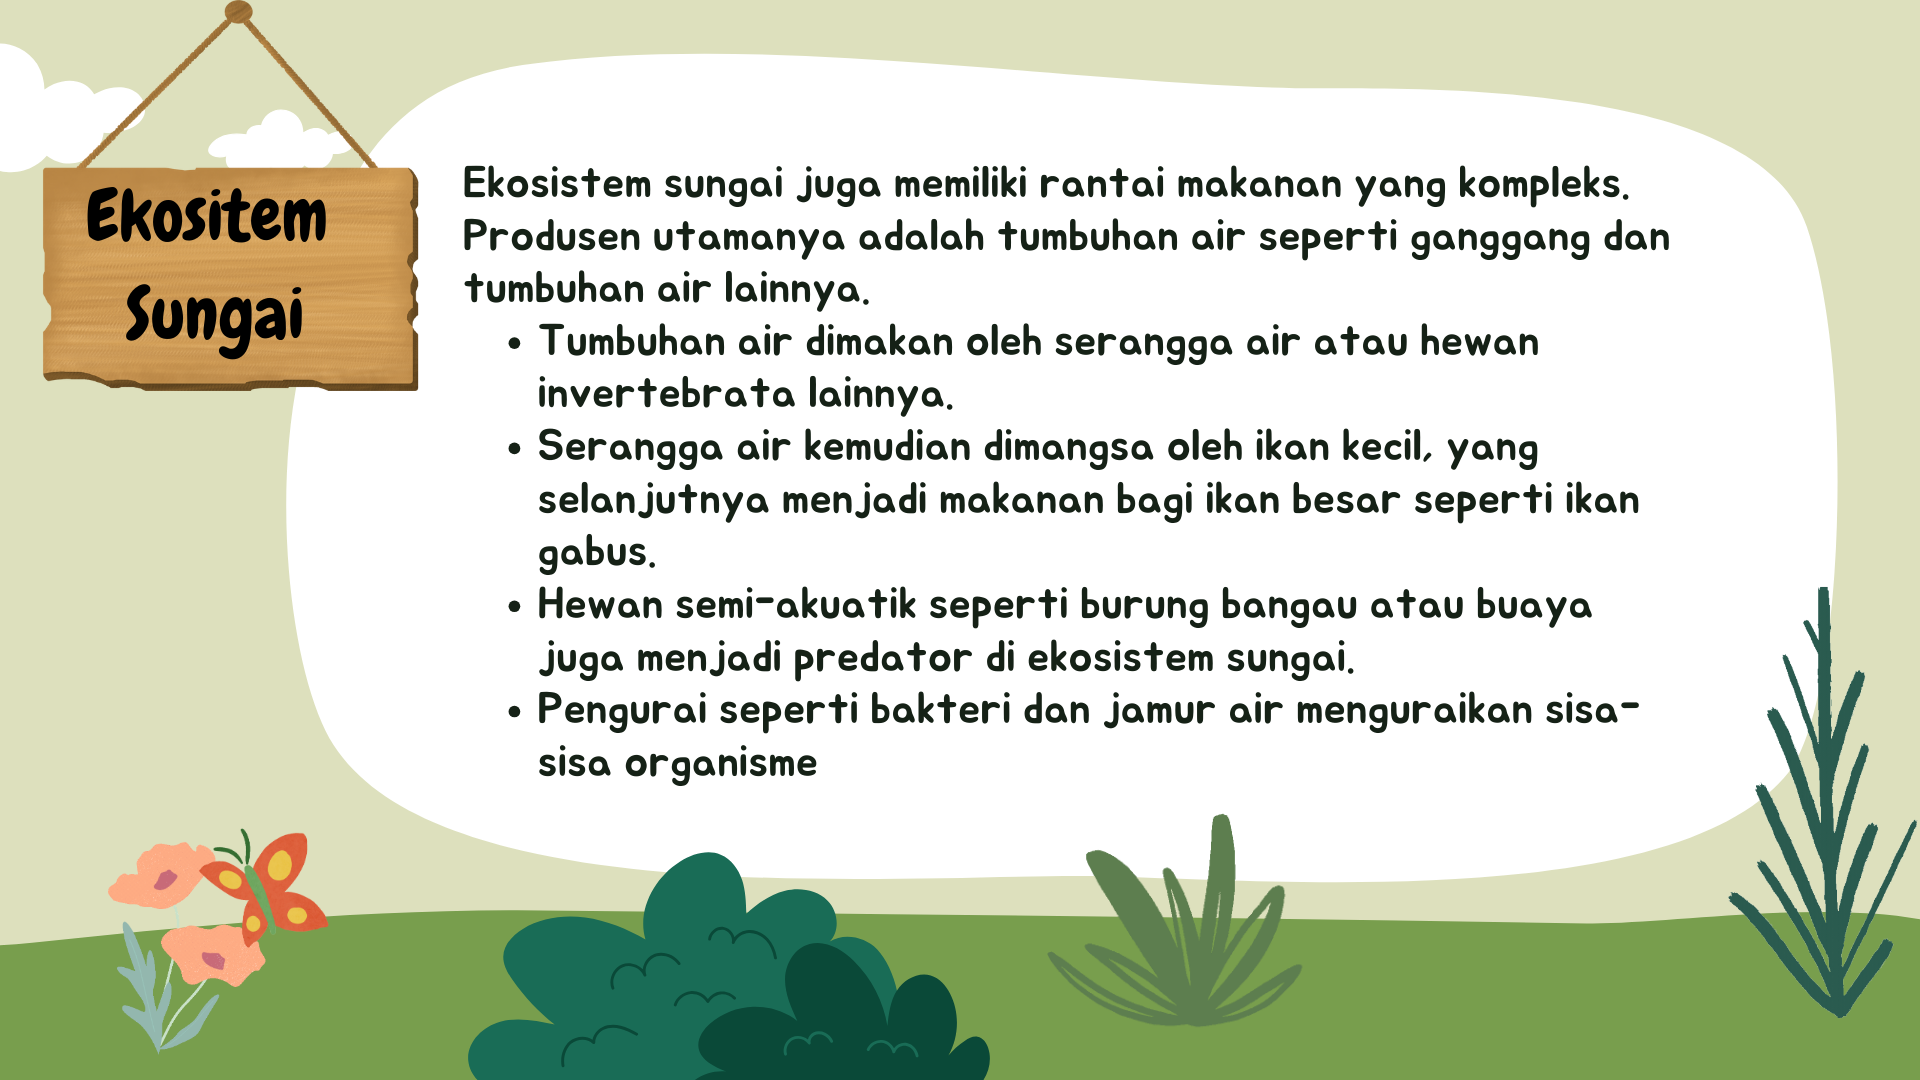 Ekositem
Sungai
Ekosistem sungai juga memiliki rantai makanan yang kompleks.
Produsen utamanya adalah tumbuhan air seperti ganggang dan
tumbuhan air lainnya.
• Tumbuhan air dimakan oleh serangga air atau hewan
invertebrata lainnya.
• Serangga air kemudian dimangsa oleh ikan kecil, yang
selanjutnya menjadi makanan bagi ikan besar seperti ikan
gabus.
• Hewan semi-akuatik seperti burung bangau atau buaya
juga menjadi predator di ekosistem sungai.
• Pengurai seperti bakteri dan jamur air menguraikan sisa-
sisa organisme